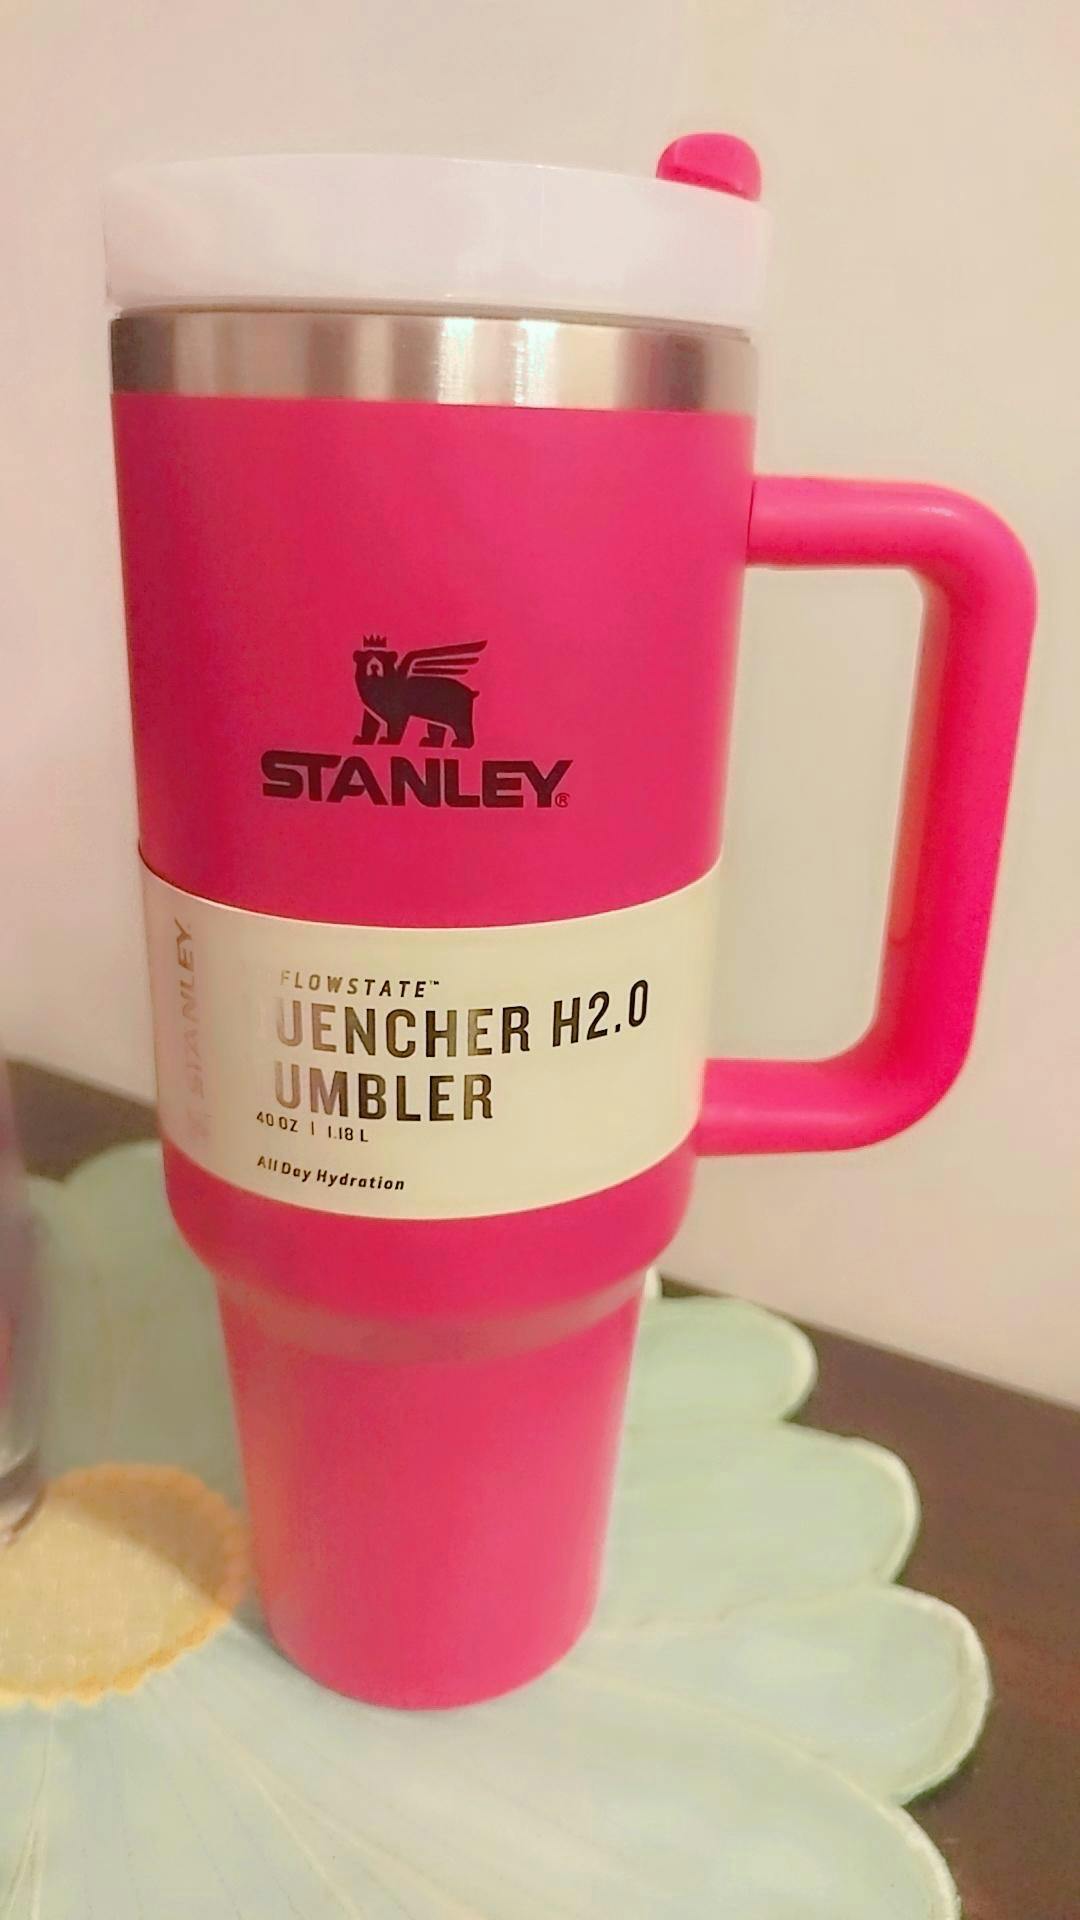 STANLEY®
STANLEY
FLOWSTATE™
UENCHER H2.0
UMBLER
40 OZ | 1.18 L
All Day Hydration